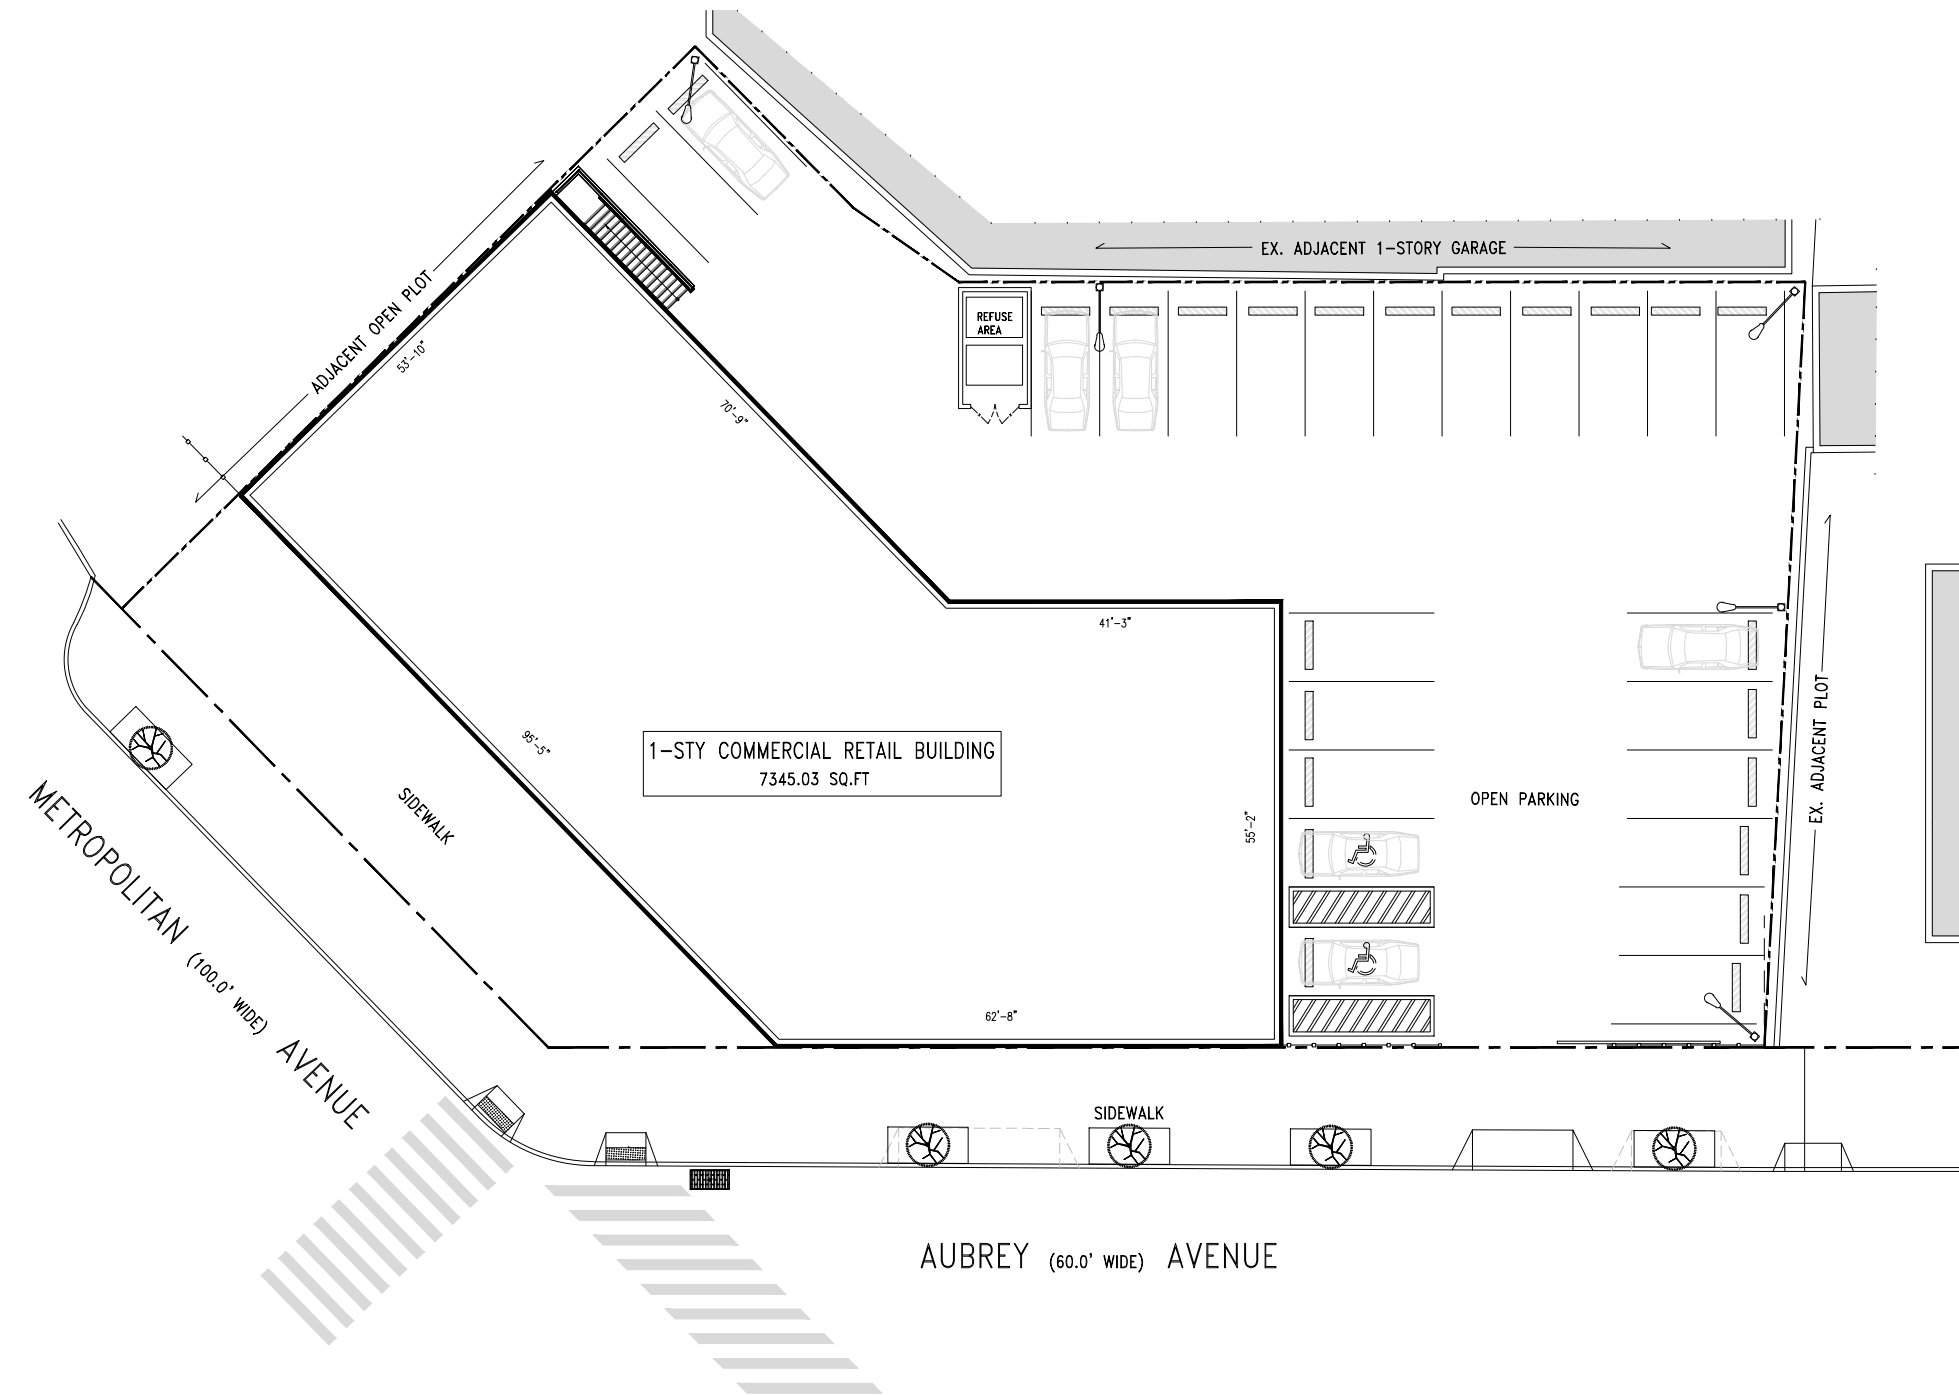 EX. ADJACENT 1-STORY GARAGE
ADJACENT OPEN PLOT
REFUSE
AREA
53'-10"
70'-9"
41'-3"
EX. ADJACENT PLOT
95'-5"
1-STY COMMERCIAL RETAIL BUILDING
7345.03 SQ.FT
OPEN PARKING
55'-2"
SIDEWALK
METROPOLITAN (100.0' WIDE) AVENUE
62'-8"
SIDEWALK
AUBREY (60.0' WIDE) AVENUE